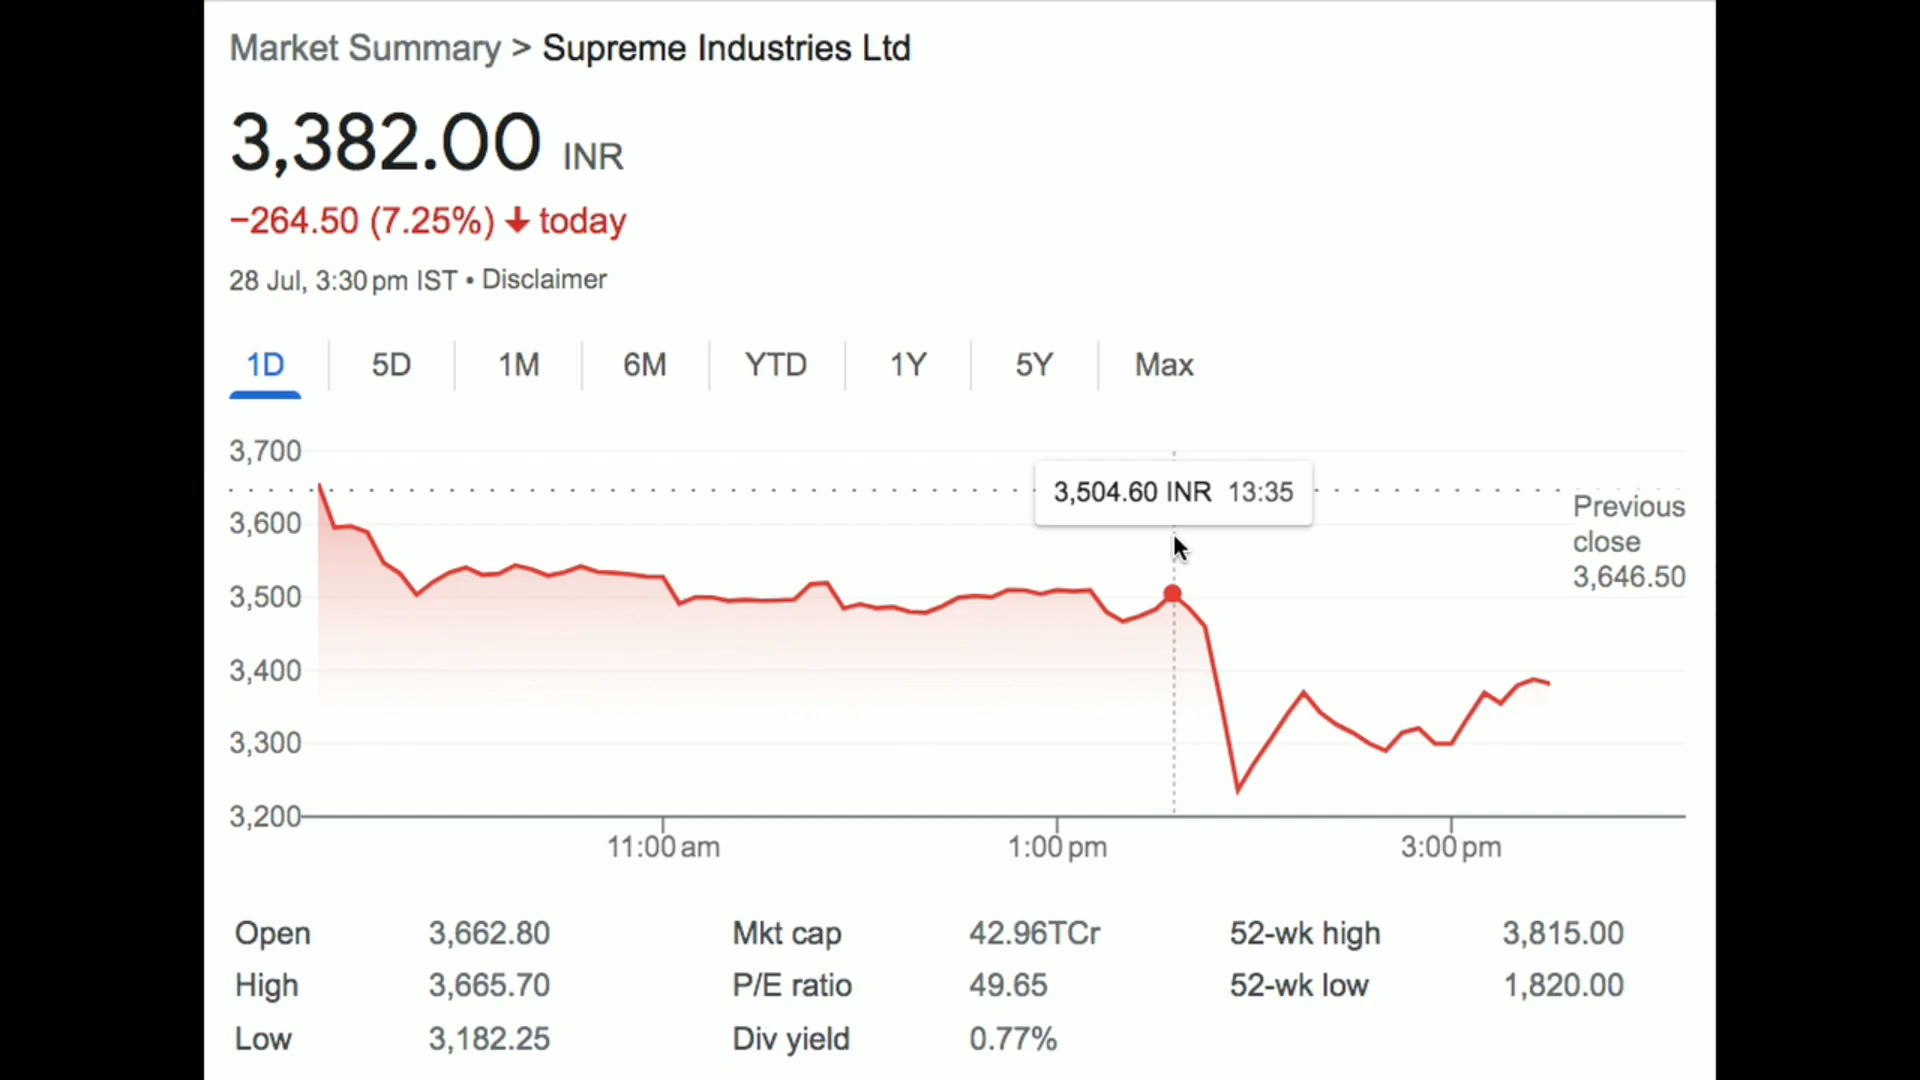 Market Summary > Supreme Industries Ltd
3,382.00 INR
−264.50 (7.25%) ↓ today
28 Jul, 3:30 pm IST • Disclaimer
1D 5D 1M 6M YTD 1Y 5Y Max
3,700
3,504.60 INR 13:35
3,600
Previous
close
3,646.50
3,500
3,400
3,300
3,200
11:00 am 1:00 pm 3:00 pm
Open 3,662.80 Mkt cap 42.96TCr 52-wk high 3,815.00
High 3,665.70 P/E ratio 49.65 52-wk low 1,820.00
Low 3,182.25 Div yield 0.77%